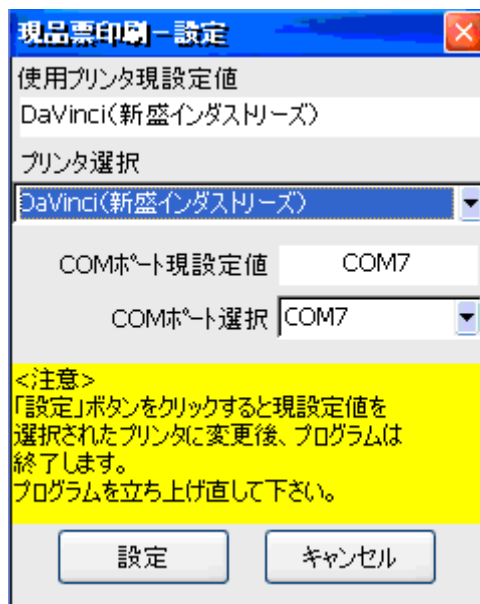 現品票印刷－設定
使用プリンタ現設定値
DaVinci(新盛インダストリーズ)
プリンタ選択
DaVinci(新盛インダストリーズ)
COMポート現設定値 COM7
COMポート選択 COM7
<注意>
「設定」ボタンをクリックすると現設定値を
選択されたプリンタに変更後、プログラムは
終了します。
プログラムを立ち上げ直して下さい。
設定 キャンセル